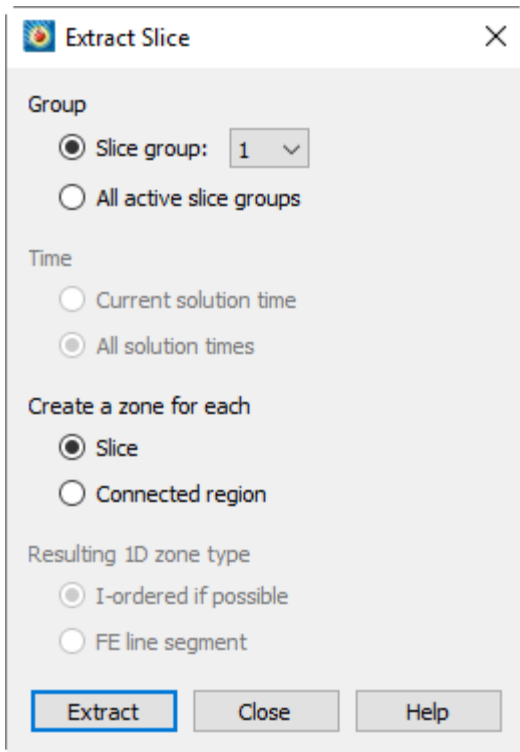 Extract Slice
Group
Slice group: 1
All active slice groups
Time
Current solution time
All solution times
Create a zone for each
Slice
Connected region
Resulting 1D zone type
I-ordered if possible
FE line segment
Extract Close Help